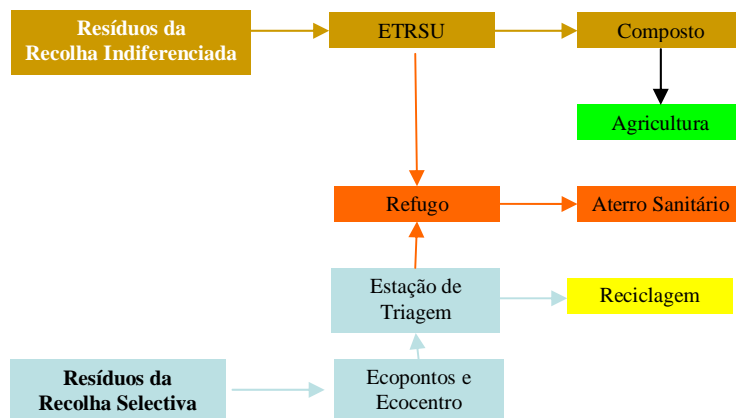 Resíduos da
Recolha Indiferenciada
ETRSU
Composto
Agricultura
Refugo
Aterro Sanitário
Estação de
Triagem
Reciclagem
Resíduos da
Recolha Selectiva
Ecopontos e
Ecocentro